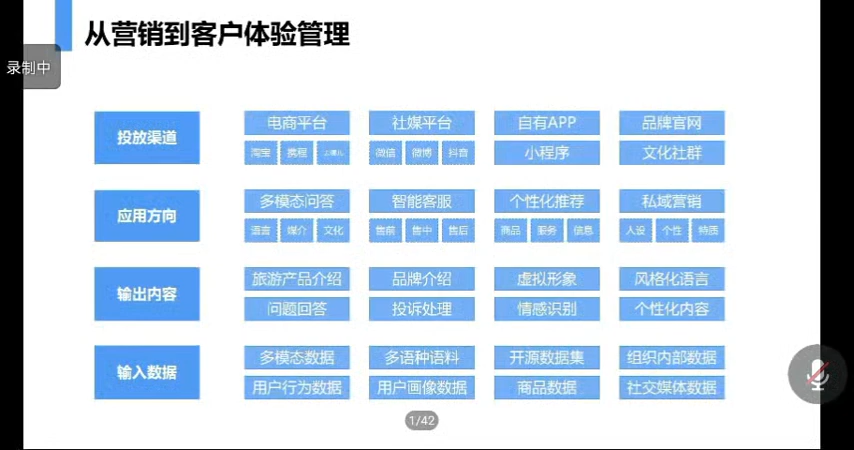 从营销到客户体验管理
录制中
投放渠道
电商平台 社媒平台 自有APP 品牌官网
淘宝 携程 微信 微博 抖音 小程序 文化社群
应用方向
多模态问答 智能客服 个性化推荐 私域营销
语言 媒介 文化 售前 售中 售后 商品 服务 信息 人设 个性 特质
输出内容
旅游产品介绍 品牌介绍 虚拟形象 风格化语言
问题回答 投诉处理 情感识别 个性化内容
输入数据
多模态数据 多语种语料 开源数据集 组织内部数据
用户行为数据 用户画像数据 商品数据 社交媒体数据
1/42